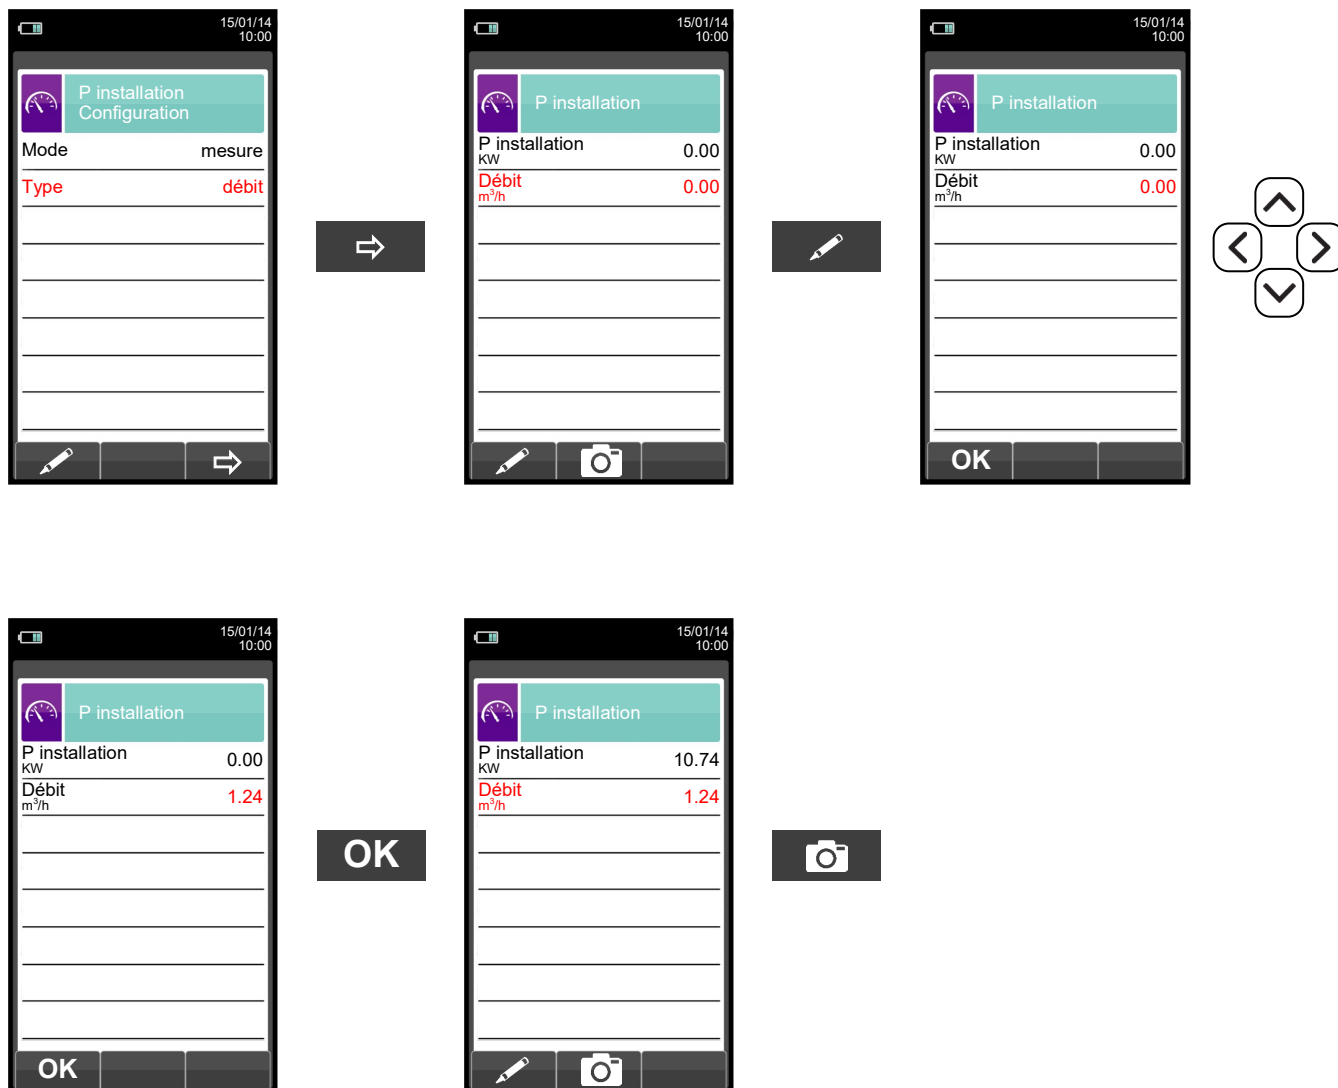 15/01/14
10:00
P installation
Configuration
Mode mesure
Type débit
15/01/14
10:00
P installation
P installation
KW 0.00
Débit
m³/h 0.00
15/01/14
10:00
P installation
P installation
KW 0.00
Débit
m³/h 0.00
OK
15/01/14
10:00
P installation
P installation
KW 0.00
Débit
m³/h 1.24
OK
OK
15/01/14
10:00
P installation
P installation
KW 10.74
Débit
m³/h 1.24